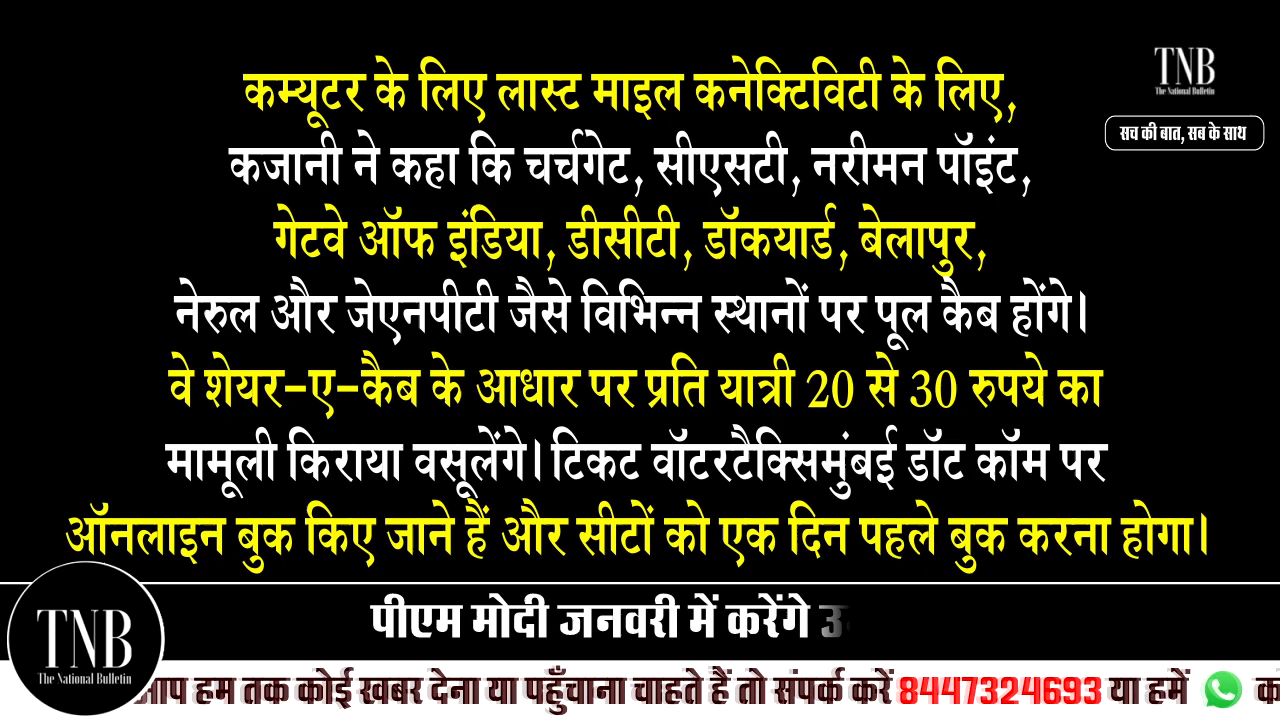 TNB
The National Bulletin
सच की बात, सब के साथ
कम्यूटर के लिए लास्ट माइल कनेक्टिविटी के लिए,
कजानी ने कहा कि चर्चगेट, सीएसटी, नरीमन पॉइंट,
गेटवे ऑफ इंडिया, डीसीटी, डॉकयार्ड, बेलापुर,
नेरुल और जेएनपीटी जैसे विभिन्न स्थानों पर पूल कैब होंगे।
वे शेयर-ए-कैब के आधार पर प्रति यात्री 20 से 30 रुपये का
मामूली किराया वसूलेंगे। टिकट वॉटरटैक्सिमुंबई डॉट कॉम पर
ऑनलाइन बुक किए जाने हैं और सीटों को एक दिन पहले बुक करना होगा।
पीएम मोदी जनवरी में करेंगे
TNB
The National Bulletin
आप हम तक कोई खबर देना या पहुँचाना चाहते हैं तो संपर्क करें 8447324693 या हमें